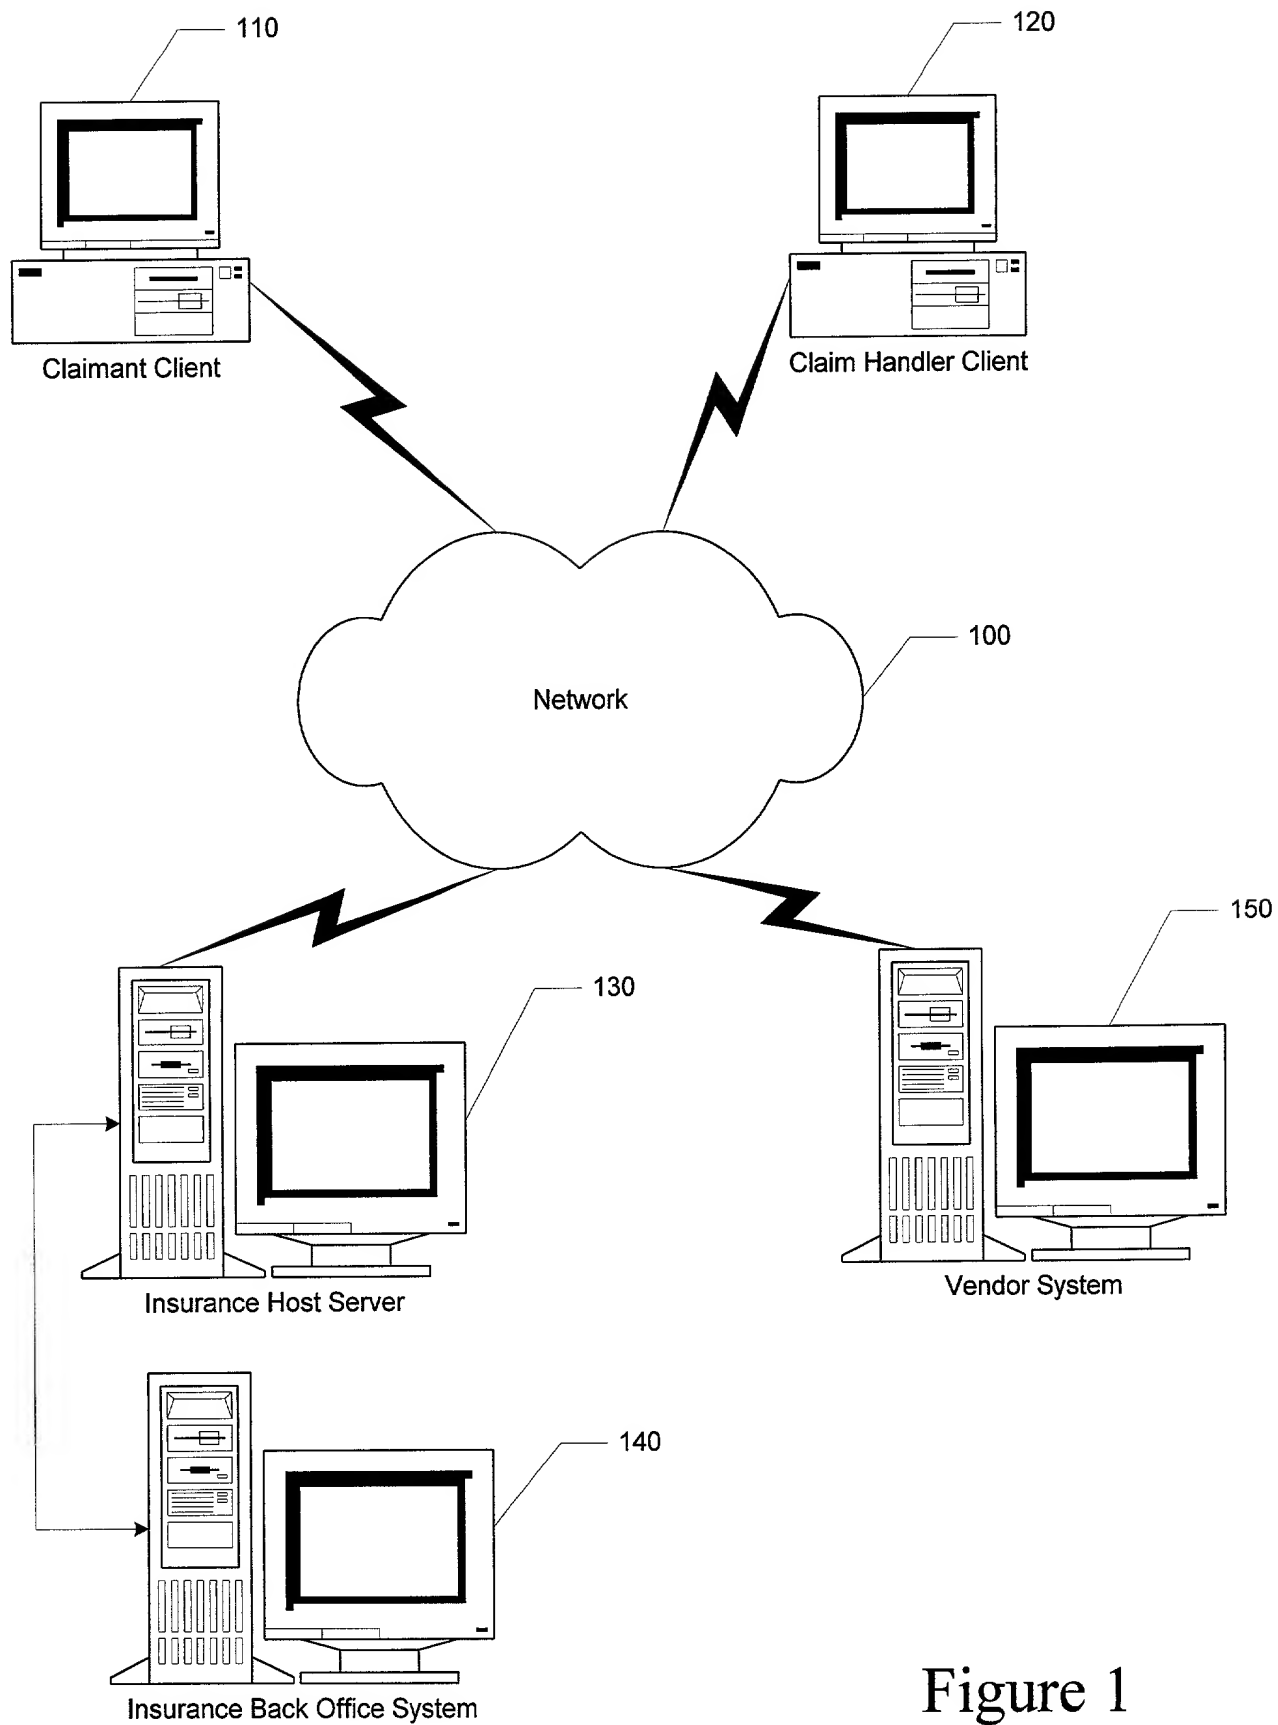 110
120
Claimant Client
Claim Handler Client
100
Network
150
130
Vendor System
Insurance Host Server
140
Insurance Back Office System
Figure 1